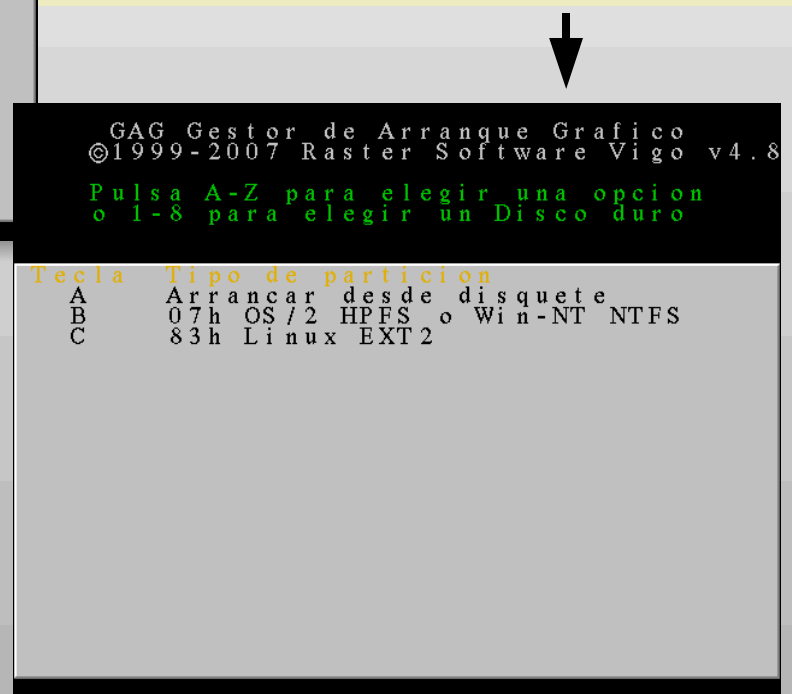 GAG Gestor de Arranque Grafico
©1999-2007 Raster Software Vigo v4.8
Pulsa A-Z para elegir una opcion
o 1-8 para elegir un Disco duro
Tecla Tipo de particion
A Arrancar desde disquete
B 07h OS/2 HPFS o Win-NT NTFS
C 83h Linux EXT2